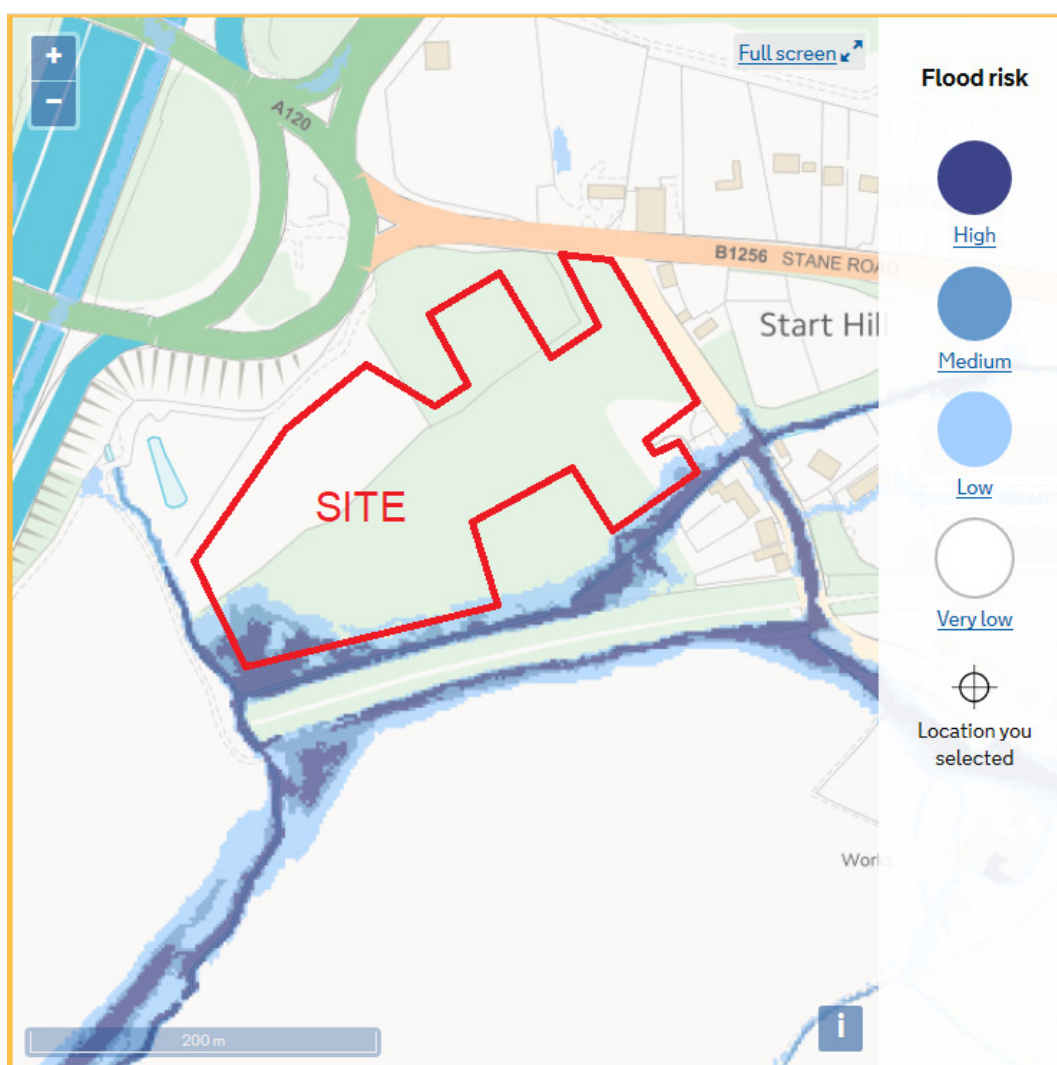 +
−
Full screen
Flood risk
A120
High
B1256 STANE ROAD
Medium
Start Hill
Low
SITE
Very low
Location you
selected
Works
200 m
i